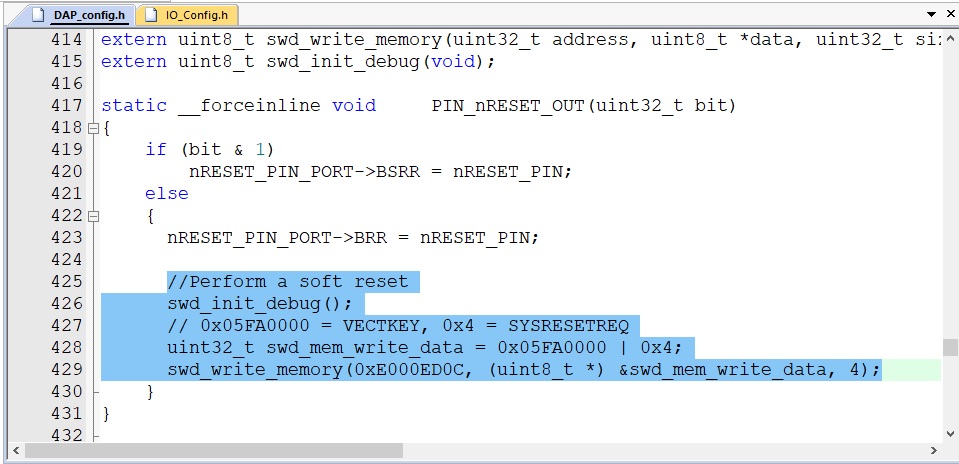 DAP_config.h IO_Config.h
414 extern uint8_t swd_write_memory(uint32_t address, uint8_t *data, uint32_t
415 extern uint8_t swd_init_debug(void);
416
417 static __forceinline void     PIN_nRESET_OUT(uint32_t bit)
418 {
419     if (bit & 1)
420         nRESET_PIN_PORT->BSRR = nRESET_PIN;
421     else
422     {
423       nRESET_PIN_PORT->BRR = nRESET_PIN;
424
425       //Perform a soft reset
426       swd_init_debug();
427       // 0x05FA0000 = VECTKEY, 0x4 = SYSRESETREQ
428       uint32_t swd_mem_write_data = 0x05FA0000 | 0x4;
429       swd_write_memory(0xE000ED0C, (uint8_t *) &swd_mem_write_data, 4);
430     }
431 }
432